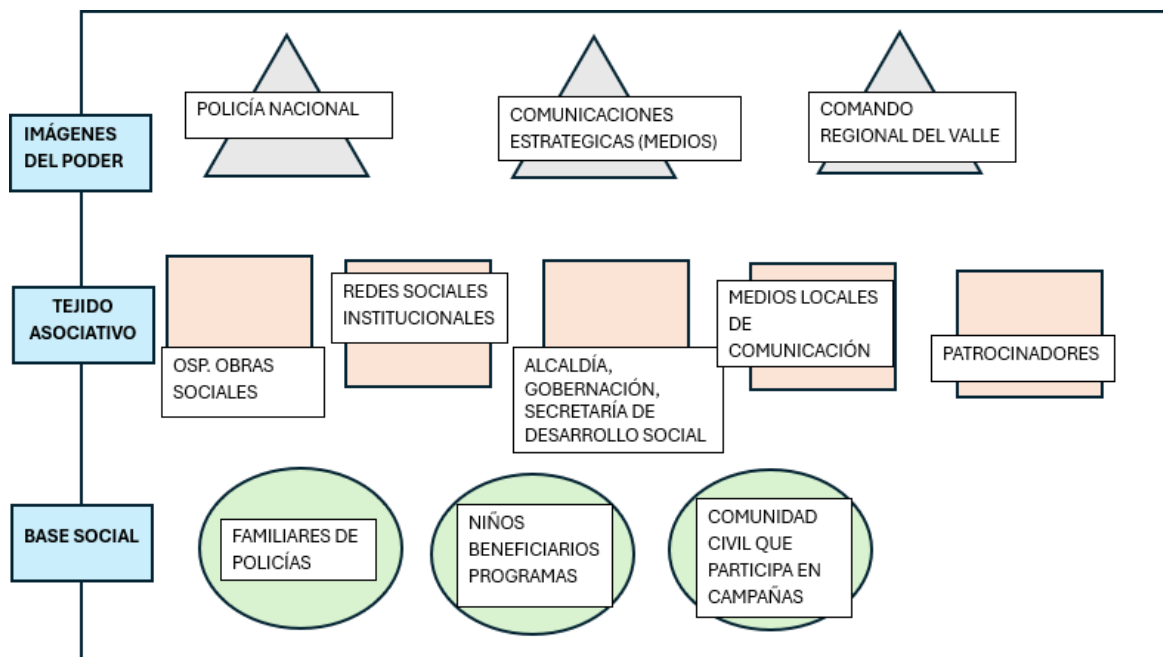 IMÁGENES
DEL PODER
POLICÍA NACIONAL
COMUNICACIONES
ESTRATEGICAS (MEDIOS)
COMANDO
REGIONAL DEL VALLE
TEJIDO
ASOCIATIVO
OSP. OBRAS
SOCIALES
REDES SOCIALES
INSTITUCIONALES
ALCALDÍA,
GOBERNACIÓN,
SECRETARÍA DE
DESARROLLO SOCIAL
MEDIOS LOCALES
DE
COMUNICACIÓN
PATROCINADORES
BASE SOCIAL
FAMILIARES DE
POLICÍAS
NIÑOS
BENEFICIARIOS
PROGRAMAS
COMUNIDAD
CIVIL QUE
PARTICIPA EN
CAMPAÑAS